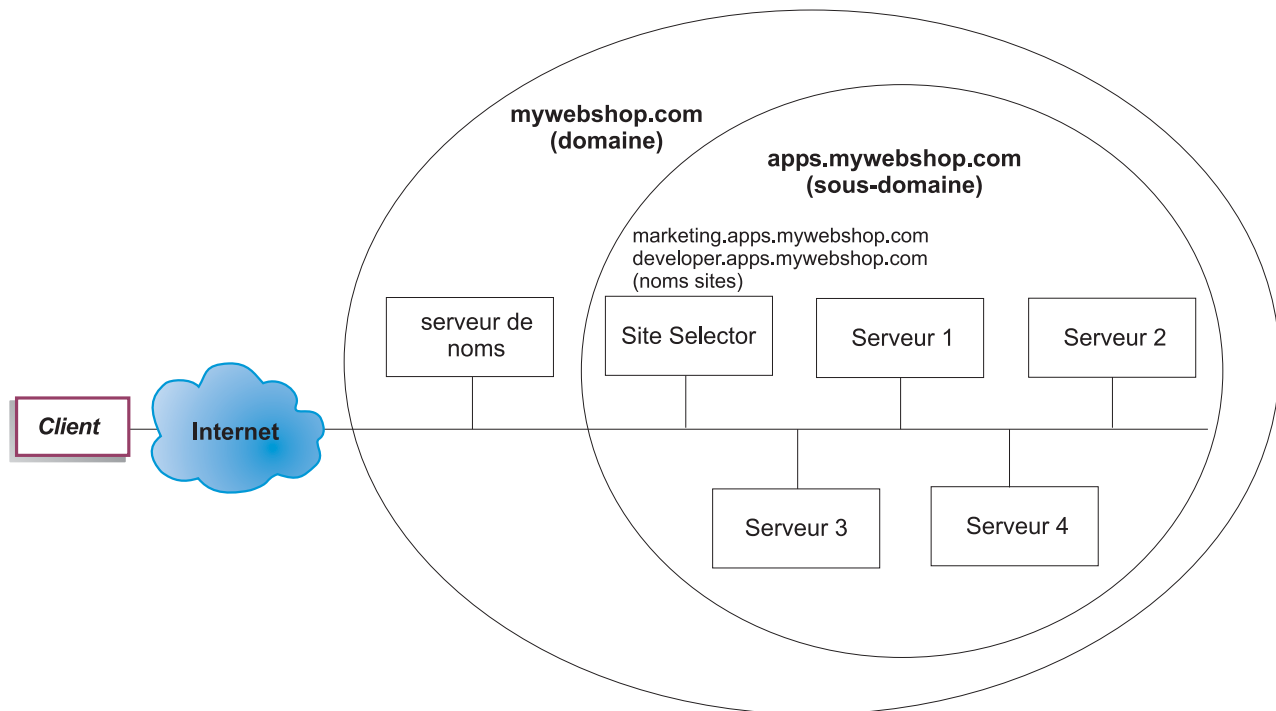 mywebshop.com
(domaine)
apps.mywebshop.com
(sous-domaine)
marketing.apps.mywebshop.com
developer.apps.mywebshop.com
(noms sites)
serveur de
noms
Site Selector
Serveur 1
Serveur 2
Client
Internet
Serveur 3
Serveur 4